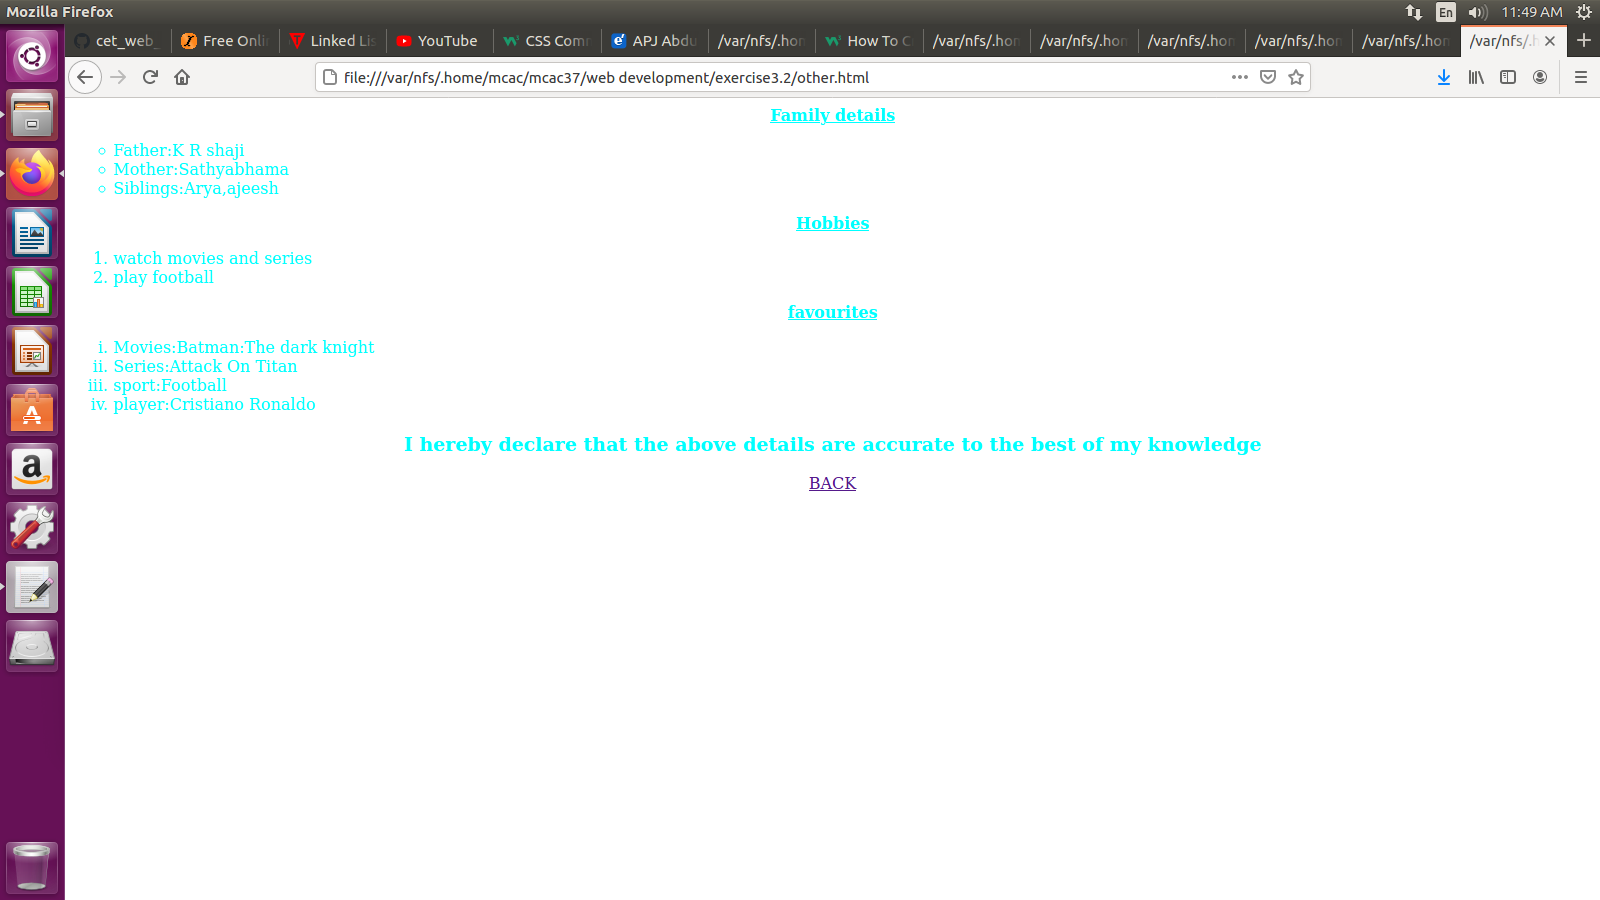 Mozilla Firefox
En
11:49 AM
cet_web_
Free Onli
Linked Lis
YouTube
CSS Com
APJ Abdu
/var/nfs/.hon
How To C
/var/nfs/.hon
/var/nfs/.hon
/var/nfs/.hon
/var/nfs/.hon
/var/nfs/.hon
/var/nfs/.h
file:///var/nfs/.home/mcac/mcac37/web development/exercise3.2/other.html
Family details
Father:K R shaji
Mother:Sathyabhama
Siblings:Arya,ajeesh
Hobbies
1. watch movies and series
2. play football
favourites
i. Movies:Batman:The dark knight
ii. Series:Attack On Titan
iii. sport:Football
iv. player:Cristiano Ronaldo
I hereby declare that the above details are accurate to the best of my knowledge
BACK